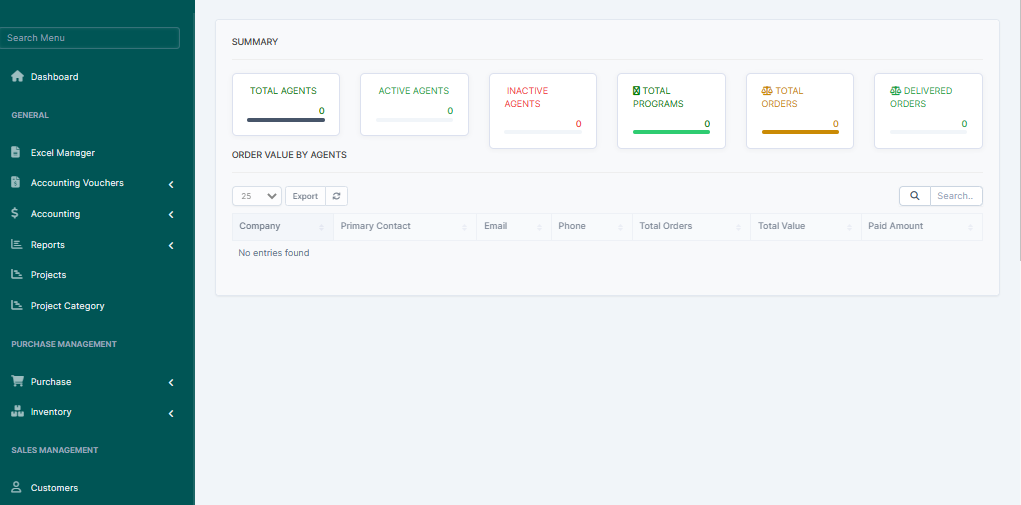 Search Menu
Dashboard
GENERAL
Excel Manager
Accounting Vouchers
Accounting
Reports
Projects
Project Category
PURCHASE MANAGEMENT
Purchase
Inventory
SALES MANAGEMENT
Customers
SUMMARY
TOTAL AGENTS
0
ACTIVE AGENTS
0
INACTIVE
AGENTS
0
TOTAL
PROGRAMS
0
TOTAL
ORDERS
0
DELIVERED
ORDERS
0
ORDER VALUE BY AGENTS
25 Export Search..
Company Primary Contact Email Phone Total Orders Total Value Paid Amount
No entries found